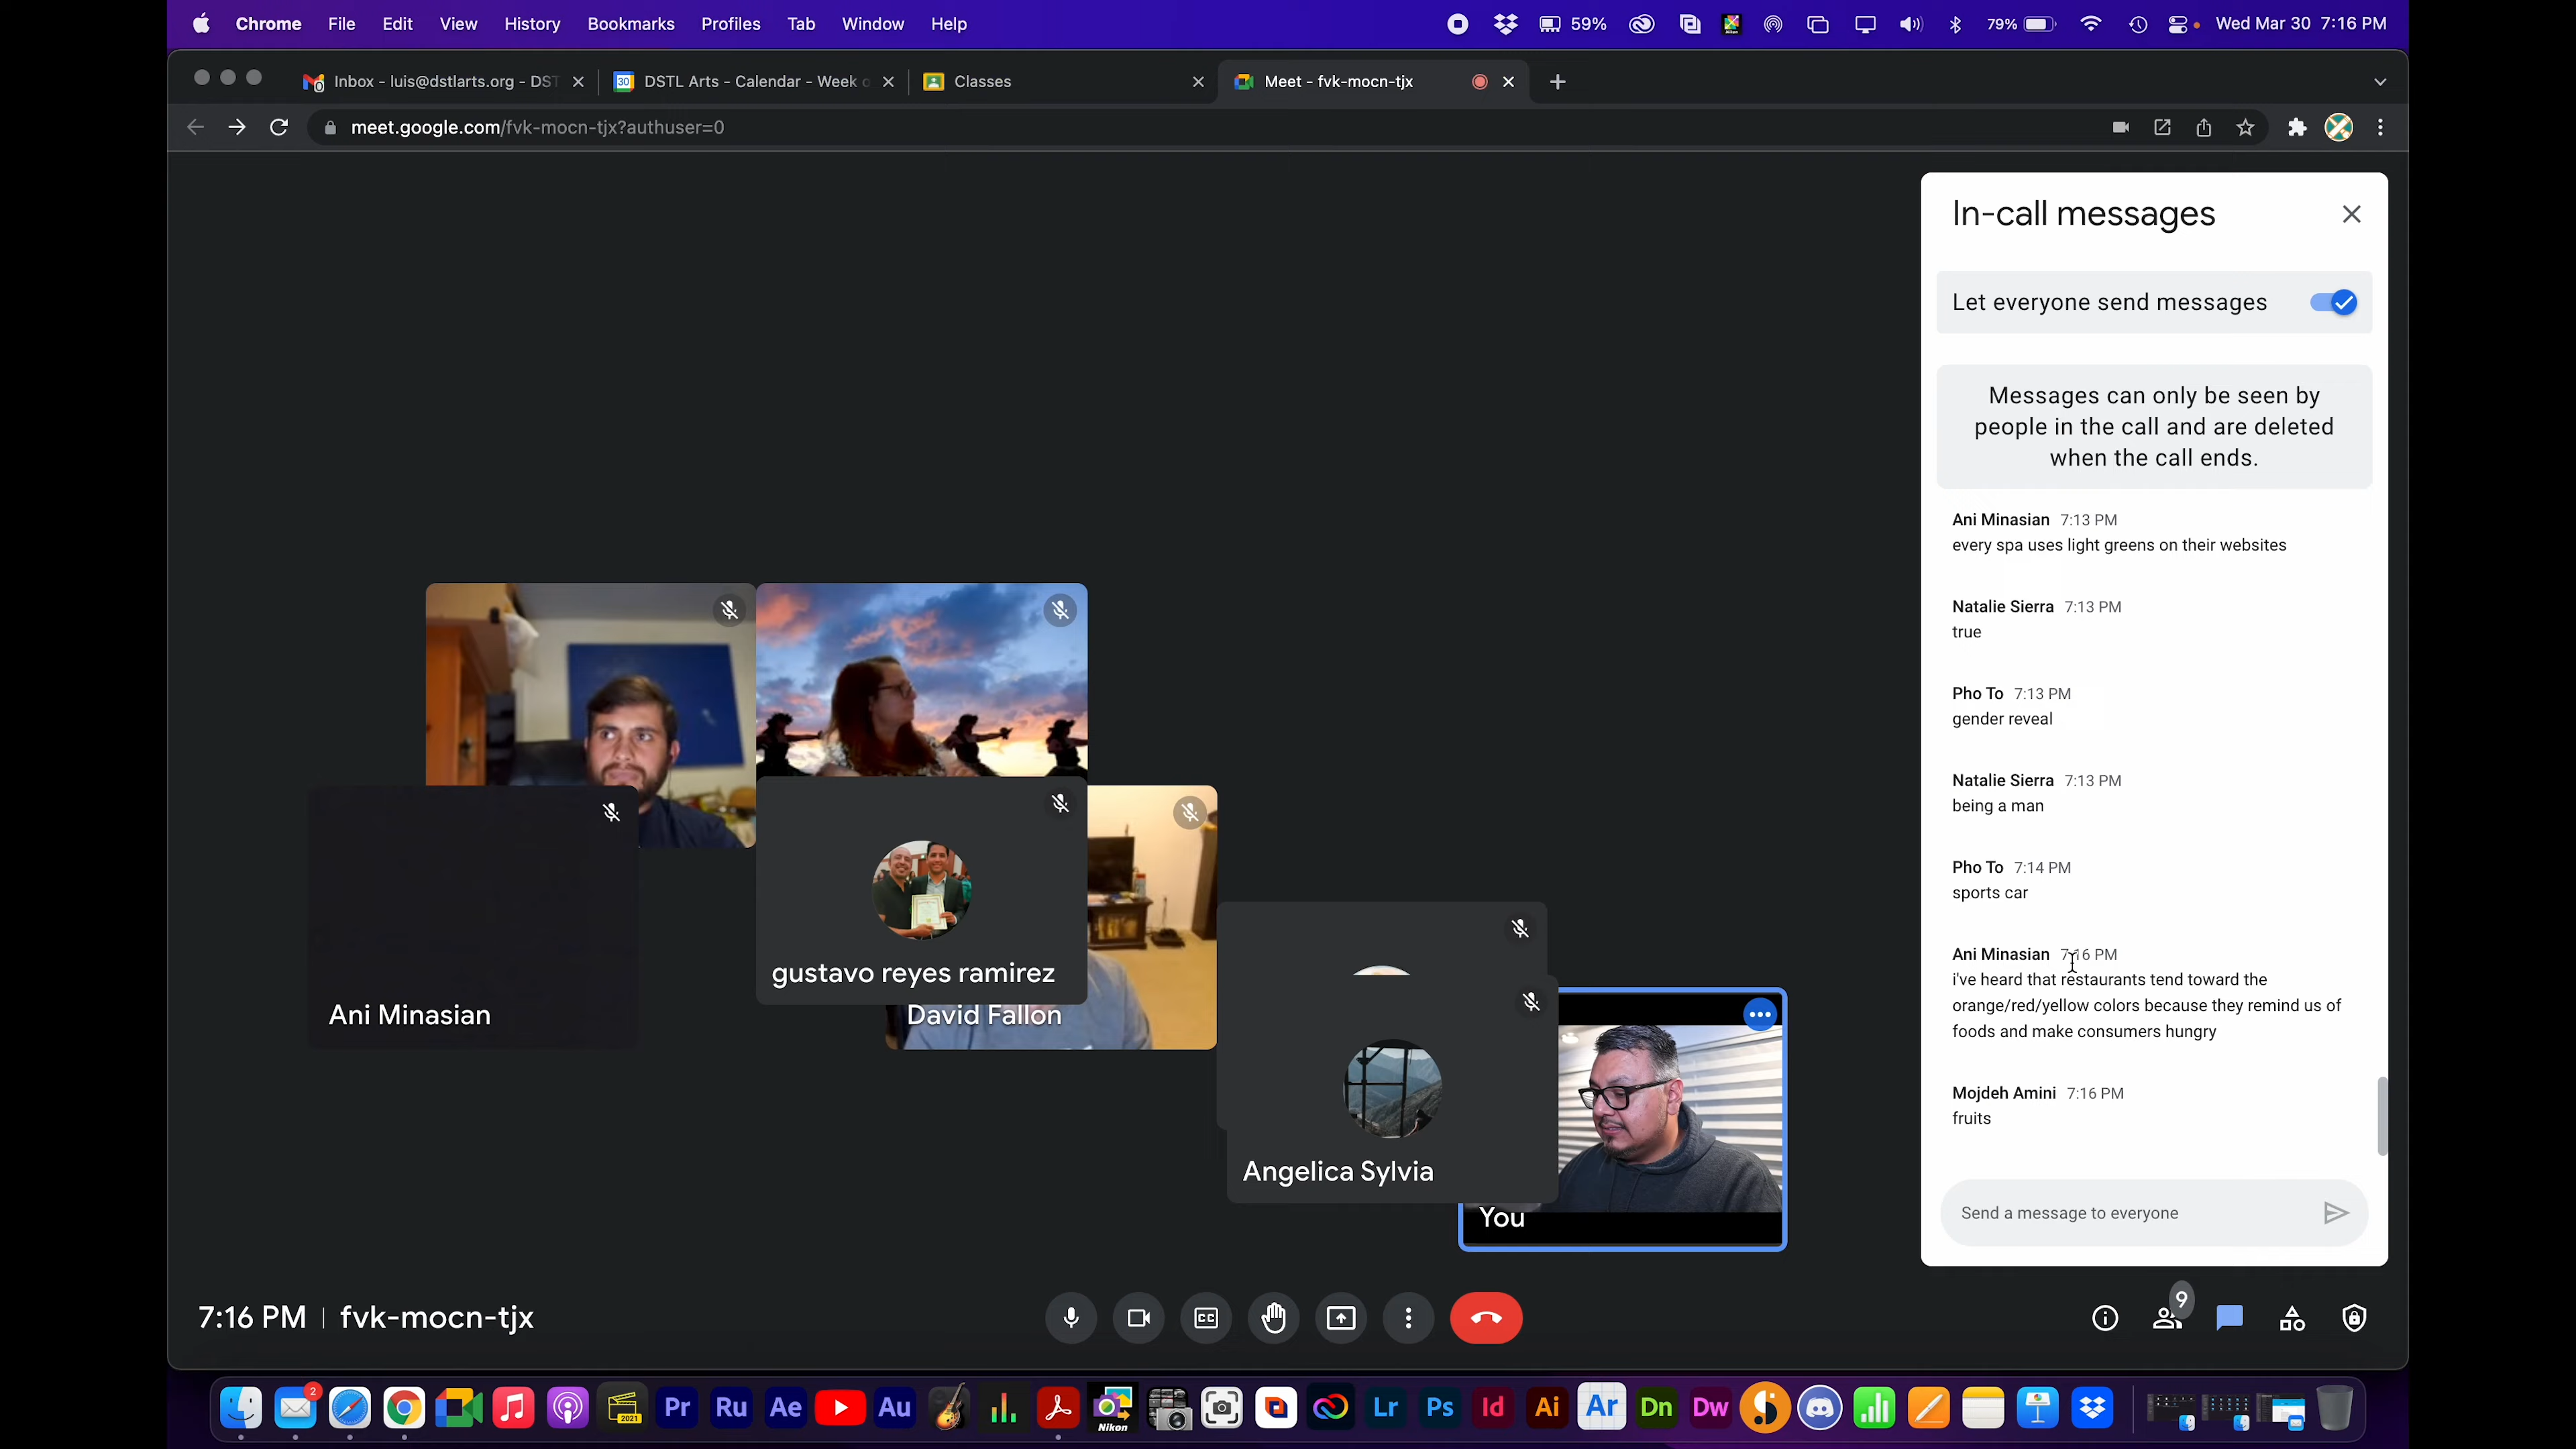 Chrome File Edit View History Bookmarks Profiles Tab Window Help 59% 79% Wed Mar 30 7:16 PM
Inbox - luis@dstlarts.org - DST
DSTL Arts - Calendar - Week o
Classes
Meet - fvk-mocn-tjx
meet.google.com/fvk-mocn-tjx?authuser=0
In-call messages
Let everyone send messages
Messages can only be seen by
people in the call and are deleted
when the call ends.
Ani Minasian 7:13 PM
every spa uses light greens on their websites
Natalie Sierra 7:13 PM
true
Pho To 7:13 PM
gender reveal
Natalie Sierra 7:13 PM
being a man
Pho To 7:14 PM
sports car
Ani Minasian 7:16 PM
i've heard that restaurants tend toward the
orange/red/yellow colors because they remind us of
foods and make consumers hungry
Mojdeh Amini 7:16 PM
fruits
Send a message to everyone
gustavo reyes ramirez
Ani Minasian
David Fallon
Angelica Sylvia
You
7:16 PM | fvk-mocn-tjx
CC
9
2
2021
Pr Ru Ae Au
Nikon
Lr Ps Id Ai Ar Dn Dw